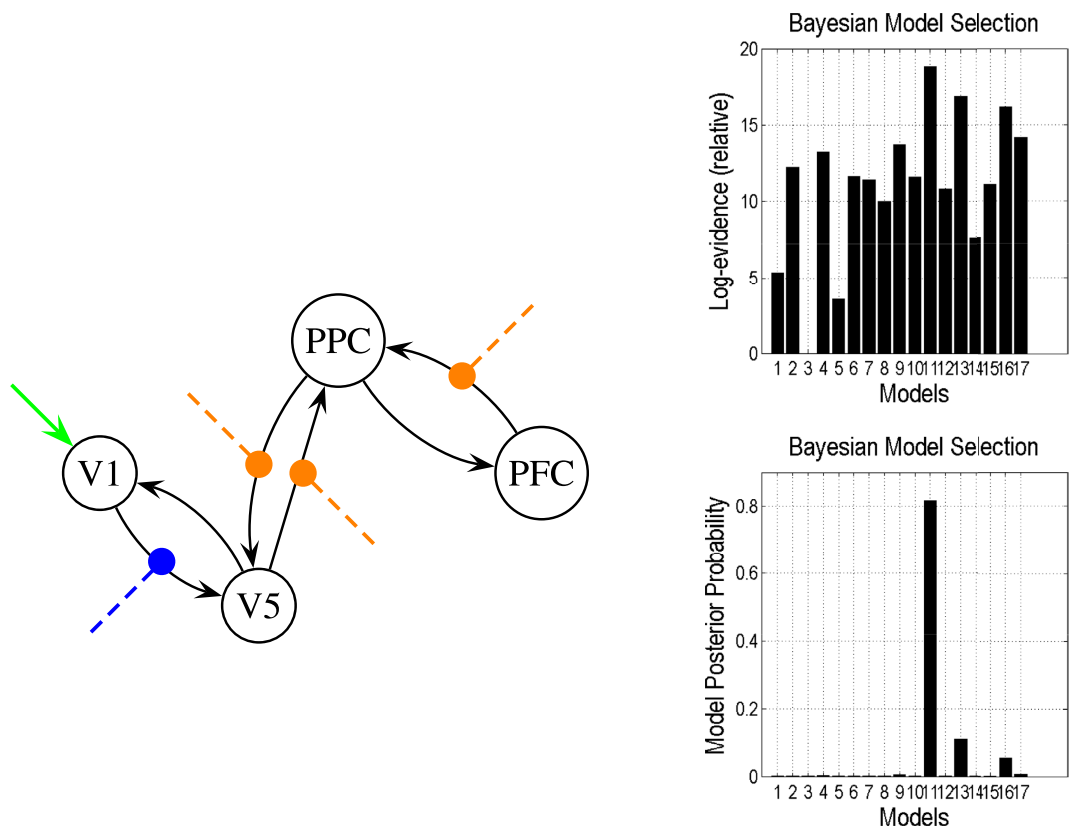 PPC
PFC
V1
V5
Bayesian Model Selection
Log-evidence (relative)
20
15
10
5
0
1 2 3 4 5 6 7 8 9 10 11 12 13 14 15 16 17
Models
Bayesian Model Selection
Model Posterior Probability
0.8
0.6
0.4
0.2
0
1 2 3 4 5 6 7 8 9 10 11 12 13 14 15 16 17
Models